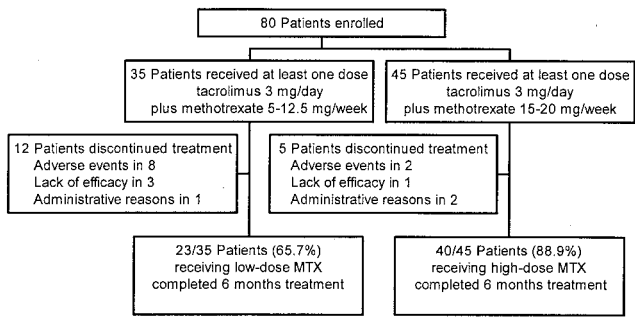 80 Patients enrolled
35 Patients received at least one dose
tacrolimus 3 mg/day
plus methotrexate 5-12.5 mg/week
45 Patients received at least one dose
tacrolimus 3 mg/day
plus methotrexate 15-20 mg/week
12 Patients discontinued treatment
Adverse events in 8
Lack of efficacy in 3
Administrative reasons in 1
5 Patients discontinued treatment
Adverse events in 2
Lack of efficacy in 1
Administrative reasons in 2
23/35 Patients (65.7%)
receiving low-dose MTX
completed 6 months treatment
40/45 Patients (88.9%)
receiving high-dose MTX
completed 6 months treatment